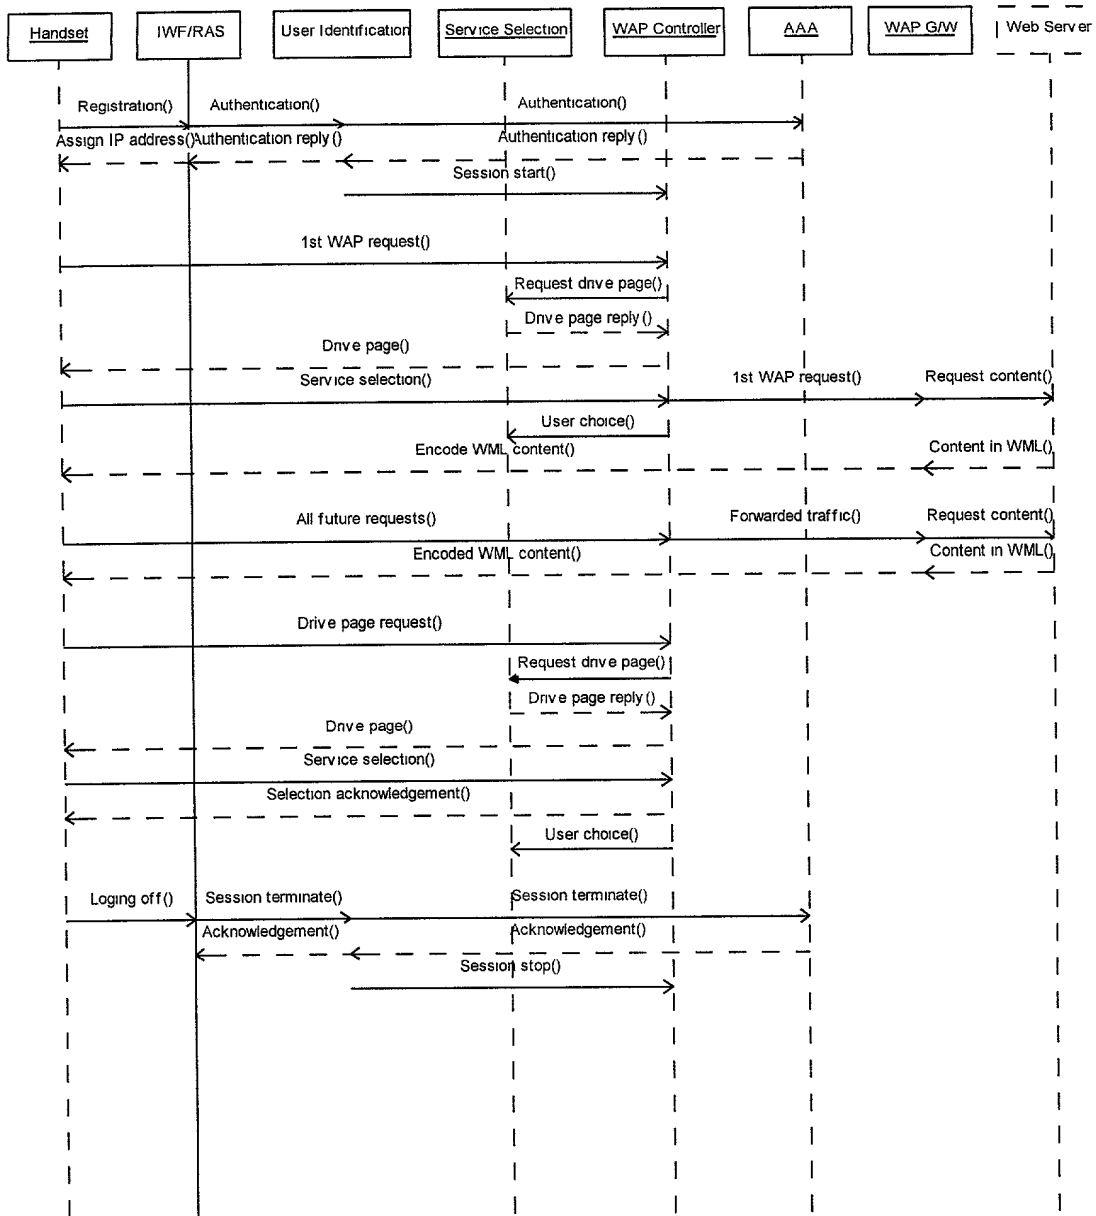 Handset
IWF/RAS
User Identification
Service Selection
WAP Controller
AAA
WAP G/W
Web Server
Registration()
Authentication()
Authentication()
Assign IP address()
Authentication reply()
Authentication reply()
Session start()
1st WAP request()
Request drive page()
Drive page reply()
Drive page()
Service selection()
1st WAP request()
Request content()
User choice()
Encode WML content()
Content in WML()
All future requests()
Forwarded traffic()
Request content()
Encoded WML content()
Content in WML()
Drive page request()
Request drive page()
Drive page reply()
Drive page()
Service selection()
Selection acknowledgement()
User choice()
Loging off()
Session terminate()
Session terminate()
Acknowledgement()
Acknowledgement()
Session stop()